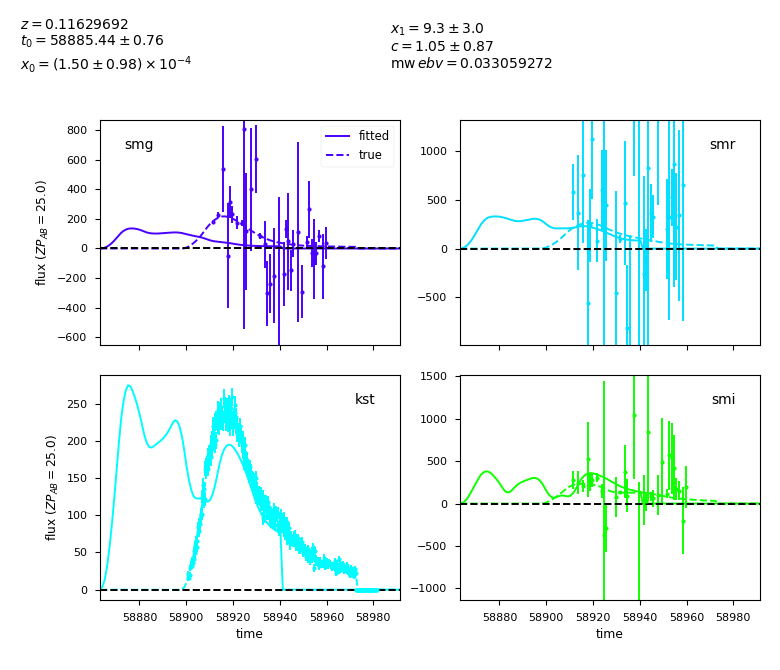 z = 0.11629692
t₀ = 58885.44 ± 0.76
x₀ = (1.50 ± 0.98) × 10⁻⁴
x₁ = 9.3 ± 3.0
c = 1.05 ± 0.87
mw ebv = 0.033059272
smg
fitted
true
800
600
400
200
0
−200
−400
−600
flux (ZP_AB = 25.0)
smr
1000
500
0
−500
kst
250
200
150
100
50
0
flux (ZP_AB = 25.0)
58880 58900 58920 58940 58960 58980
time
smi
1500
1000
500
0
−500
−1000
58880 58900 58920 58940 58960 58980
time